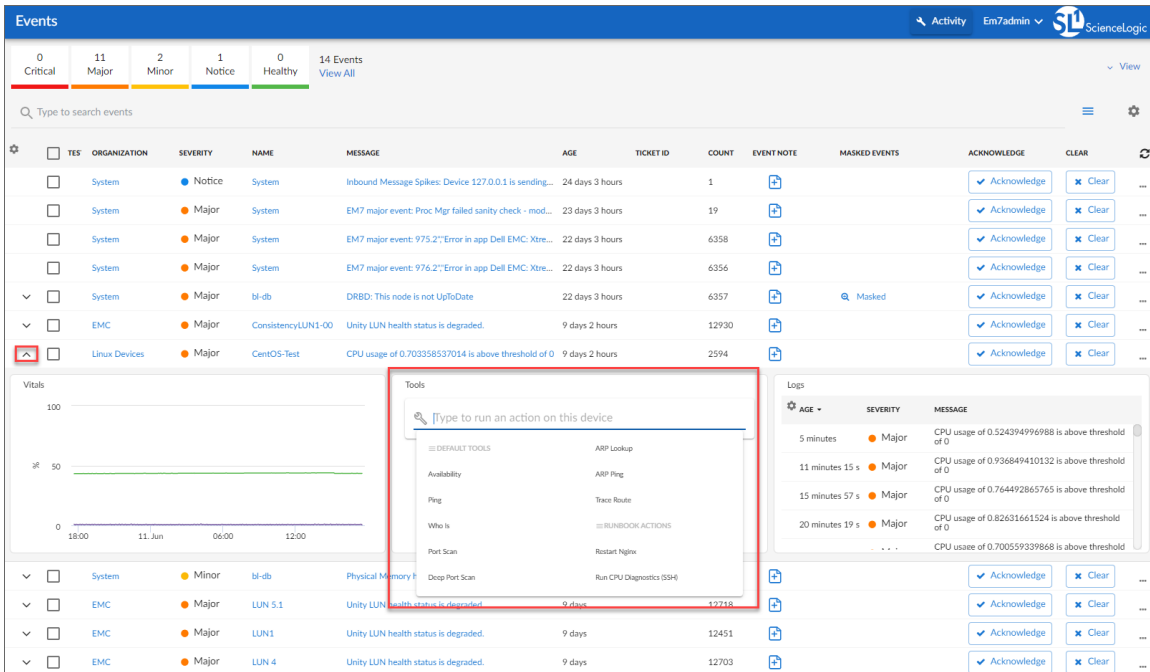 Events
Activity
Em7admin
SL1 ScienceLogic
0 Critical
11 Major
2 Minor
1 Notice
0 Healthy
14 Events
View All
View
Type to search events
TES ORGANIZATION SEVERITY NAME MESSAGE AGE TICKET ID COUNT EVENT NOTE MASKED EVENTS ACKNOWLEDGE CLEAR
System Notice System Inbound Message Spikes: Device 127.0.0.1 is sending... 24 days 3 hours 1 Acknowledge Clear ...
System Major System EM7 major event: Proc Mgr failed sanity check - mod... 23 days 3 hours 19 Acknowledge Clear ...
System Major System EM7 major event: 975.2","Error in app Dell EMC: Xtre... 22 days 3 hours 6358 Acknowledge Clear ...
System Major System EM7 major event: 976.2","Error in app Dell EMC: Xtre... 22 days 3 hours 6356 Acknowledge Clear ...
System Major bl-db DRBD: This node is not UpToDate 22 days 3 hours 6357 Masked Acknowledge Clear ...
EMC Major ConsistencyLUN1-00 Unity LUN health status is degraded. 9 days 2 hours 12930 Acknowledge Clear ...
Linux Devices Major CentOS-Test CPU usage of 0.703358537014 is above threshold of 0 9 days 2 hours 2594 Acknowledge Clear ...
Vitals
100
50
0
%
18:00 11. Jun 06:00 12:00
Tools
Type to run an action on this device
DEFAULT TOOLS ARP Lookup
Availability ARP Ping
Ping Trace Route
Who Is RUNBOOK ACTIONS
Port Scan Restart Nginx
Deep Port Scan Run CPU Diagnostics (SSH)
Logs
AGE SEVERITY MESSAGE
5 minutes Major CPU usage of 0.524394996988 is above threshold
of 0
11 minutes 15 s Major CPU usage of 0.936849410132 is above threshold
of 0
15 minutes 57 s Major CPU usage of 0.764492865765 is above threshold
of 0
20 minutes 19 s Major CPU usage of 0.82631661524 is above threshold
of 0
CPU usage of 0.700559339868 is above threshold
System Minor bl-db Physical Memory Acknowledge Clear ...
EMC Major LUN 5.1 Unity LUN health status is degraded. 9 days 12718 Acknowledge Clear ...
EMC Major LUN1 Unity LUN health status is degraded. 9 days 12451 Acknowledge Clear ...
EMC Major LUN 4 Unity LUN health status is degraded. 9 days 12703 Acknowledge Clear ...